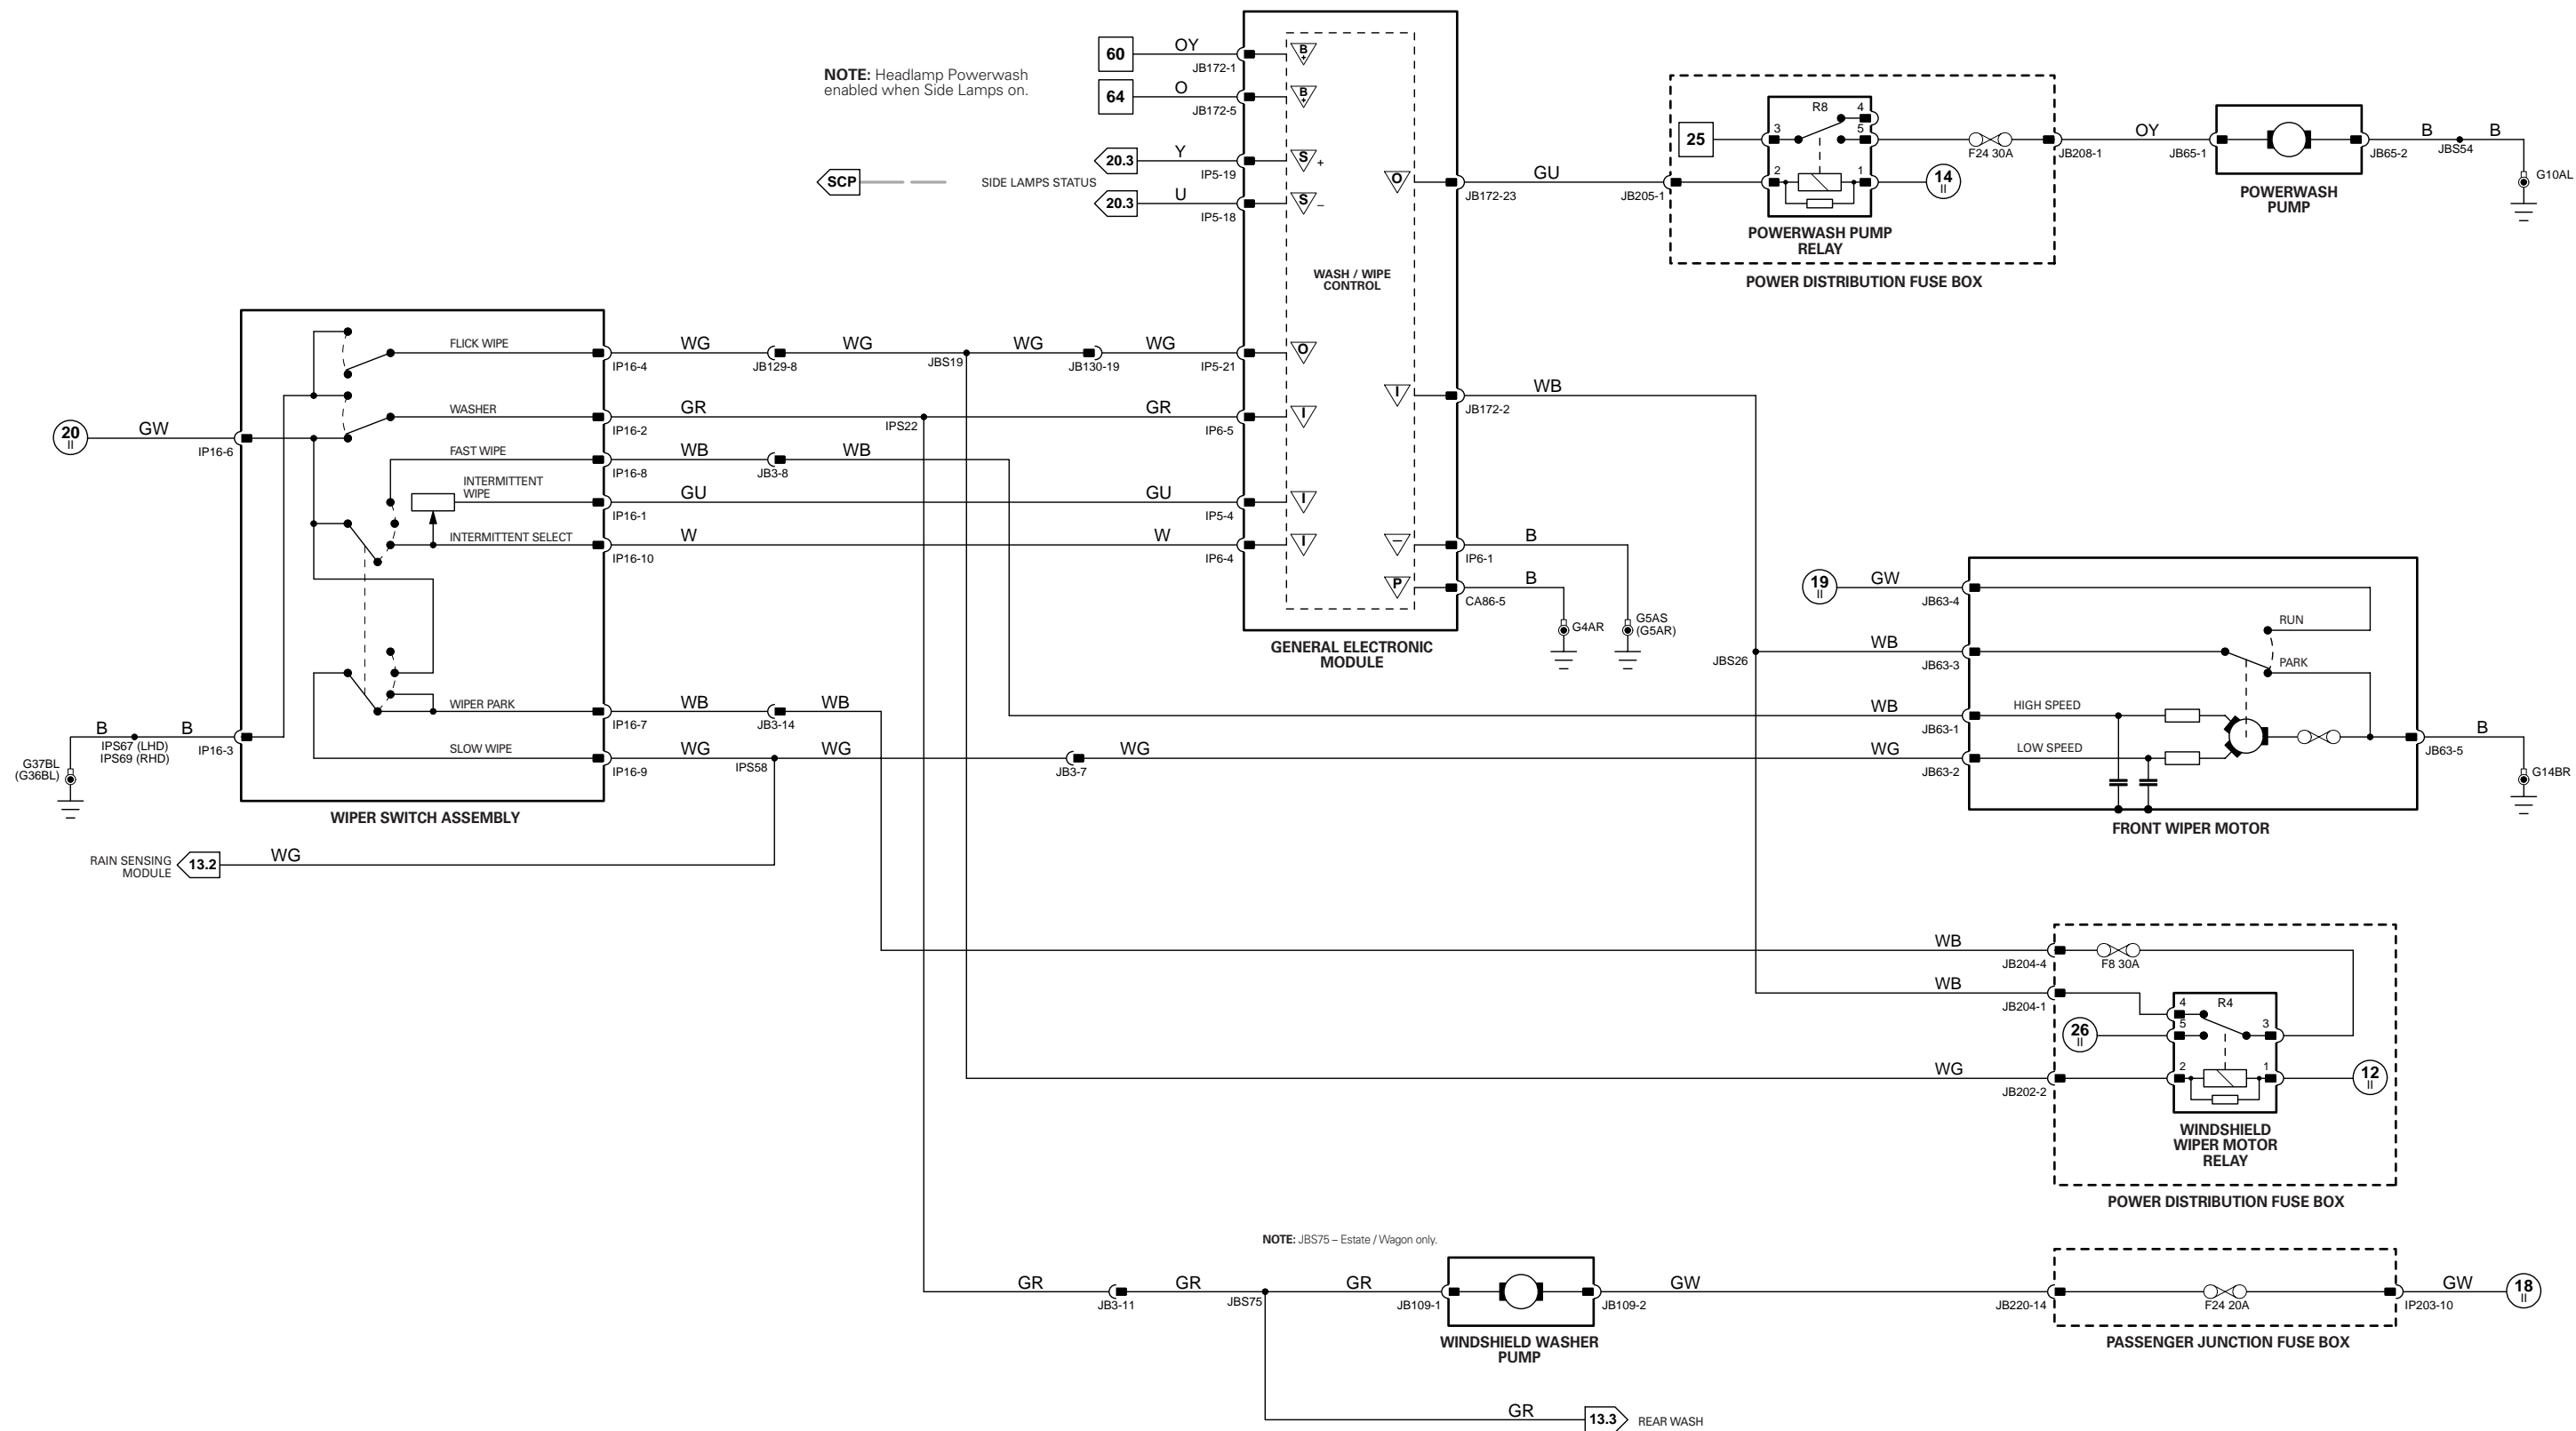 NOTE: Headlamp Powerwash
enabled when Side Lamps on.
60
OY
JB172-1
B
+
64
O
JB172-5
B
+
20.3
Y
IP5-19
S
+
SCP
SIDE LAMPS STATUS
20.3
U
IP5-18
S
–
O
JB172-23
GU
JB205-1
WASH / WIPE
CONTROL
25
R8
3
4
5
2
1
14
II
F24 30A
JB208-1
OY
JB65-1
JB65-2
B
JBS54
B
G10AL
POWERWASH
PUMP
POWERWASH PUMP
RELAY
POWER DISTRIBUTION FUSE BOX
20
II
GW
IP16-6
FLICK WIPE
IP16-4
WG
JB129-8
WG
JBS19
WG
JB130-19
WG
IP5-21
O
WASHER
IP16-2
GR
IPS22
GR
IP6-5
I
FAST WIPE
IP16-8
WB
JB3-8
WB
INTERMITTENT
WIPE
IP16-1
GU
GU
IP5-4
I
INTERMITTENT SELECT
IP16-10
W
W
IP6-4
I
I
JB172-2
WB
–
IP6-1
B
P
CA86-5
B
G4AR
G5AS
(G5AR)
GENERAL ELECTRONIC
MODULE
WIPER PARK
IP16-7
WB
JB3-14
WB
SLOW WIPE
IP16-9
WG
IPS58
WG
JB3-7
WG
B
IPS67 (LHD)
IPS69 (RHD)
B
IP16-3
G37BL
(G36BL)
WIPER SWITCH ASSEMBLY
RAIN SENSING
MODULE
13.2
WG
19
II
GW
JB63-4
RUN
JBS26
WB
JB63-3
PARK
WB
JB63-1
HIGH SPEED
WG
JB63-2
LOW SPEED
JB63-5
B
G14BR
FRONT WIPER MOTOR
WB
JB204-4
F8 30A
WB
JB204-1
4
R4
5
3
26
II
WG
JB202-2
2
1
12
II
WINDSHIELD
WIPER MOTOR
RELAY
POWER DISTRIBUTION FUSE BOX
NOTE: JBS75 – Estate / Wagon only.
GR
JB3-11
GR
JBS75
GR
JB109-1
JB109-2
GW
JB220-14
F24 20A
IP203-10
GW
18
II
WINDSHIELD WASHER
PUMP
PASSENGER JUNCTION FUSE BOX
GR
13.3
REAR WASH